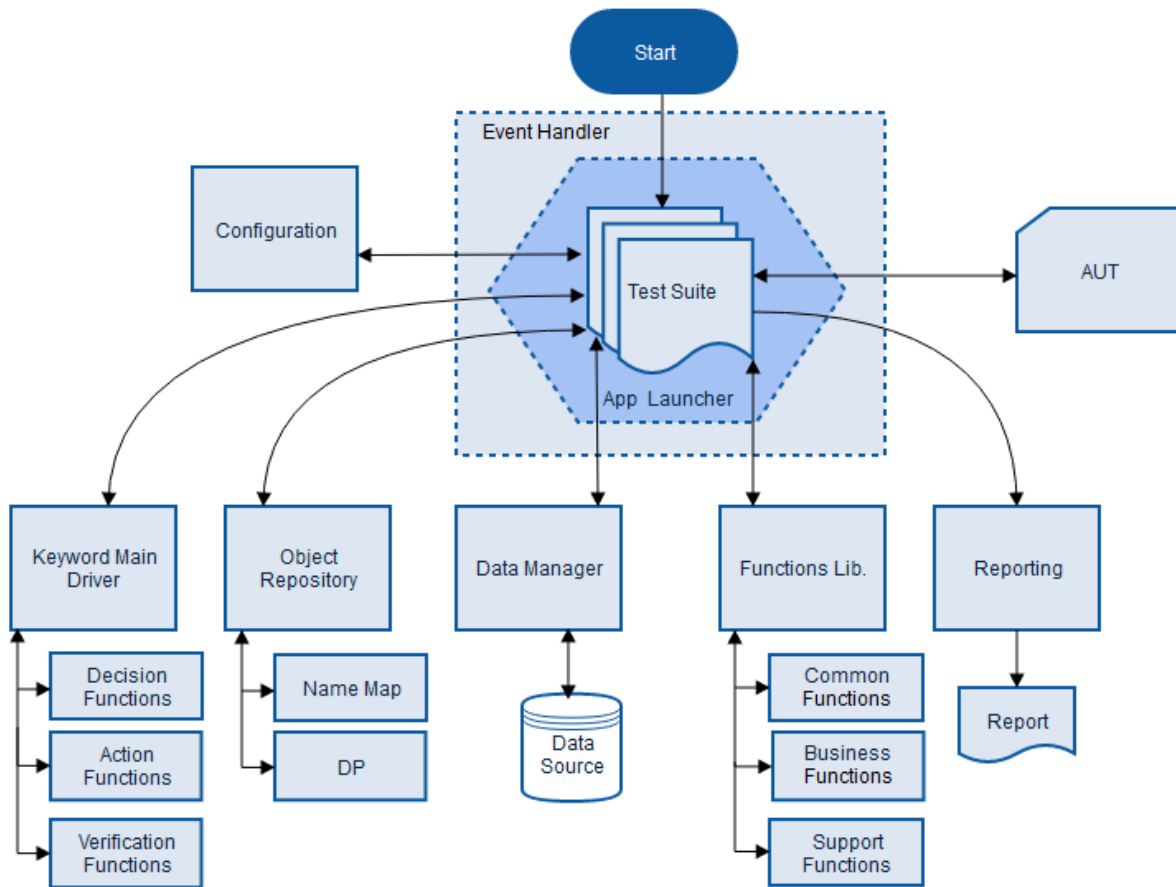 Start
Event Handler
Configuration
Test Suite
AUT
App Launcher
Keyword Main
Driver
Object
Repository
Data Manager
Functions Lib.
Reporting
Decision
Functions
Action
Functions
Verification
Functions
Name Map
DP
Data
Source
Common
Functions
Business
Functions
Support
Functions
Report